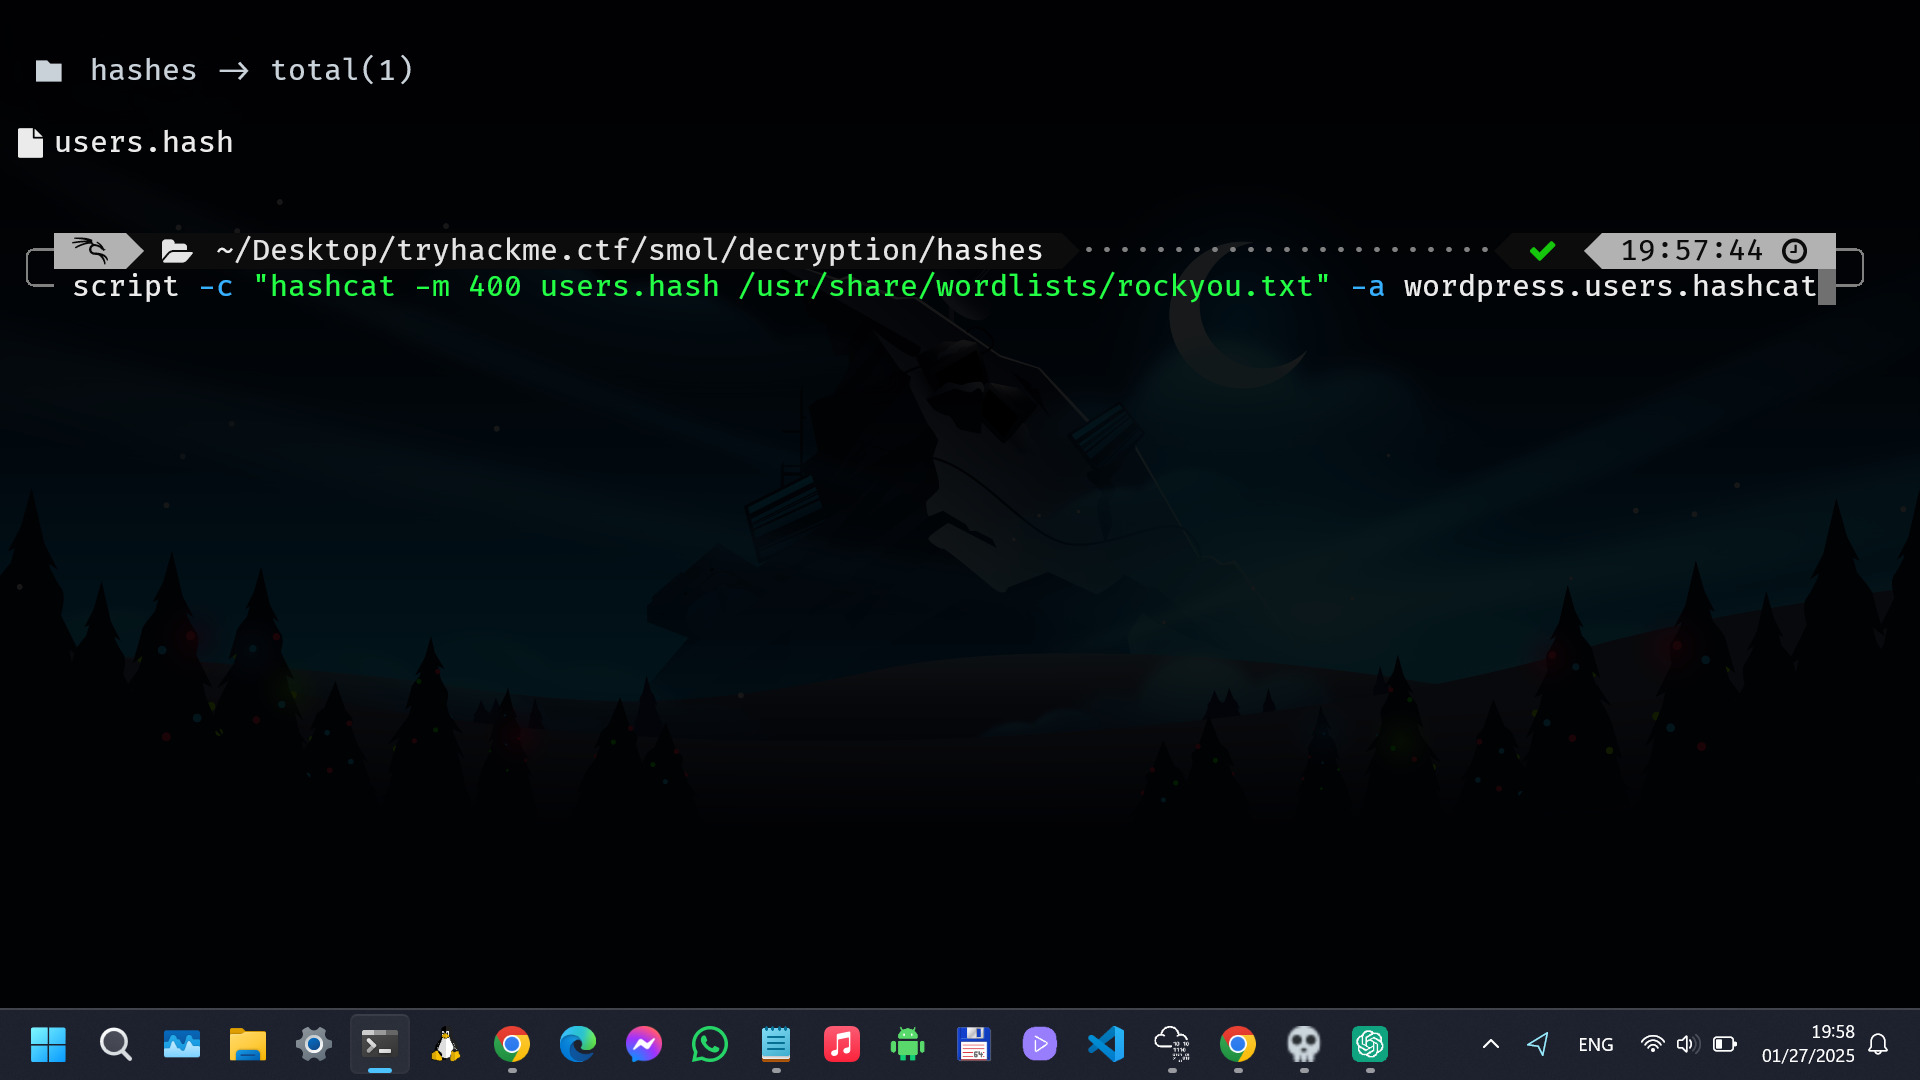 hashes → total(1)
users.hash
~/Desktop/tryhackme.ctf/smol/decryption/hashes 19:57:44
script -c "hashcat -m 400 users.hash /usr/share/wordlists/rockyou.txt" -a wordpress.users.hashcat
ENG
19:58
01/27/2025